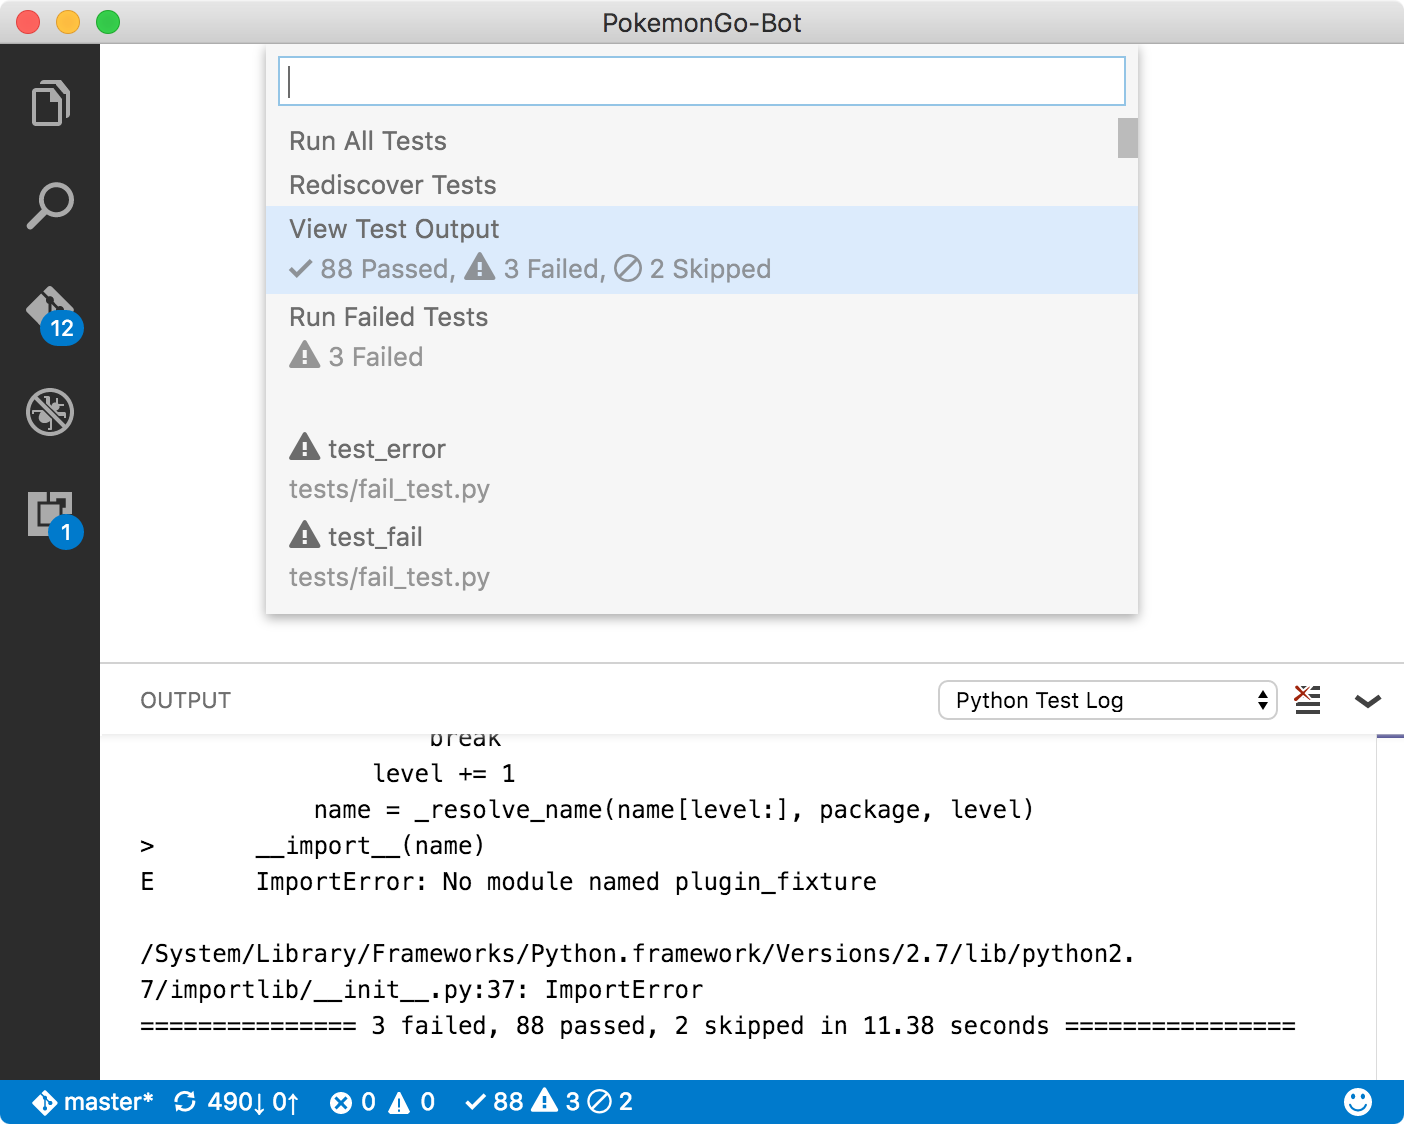 PokemonGo-Bot
Run All Tests
Rediscover Tests
View Test Output
88 Passed, 3 Failed, 2 Skipped
Run Failed Tests
3 Failed
test_error
tests/fail_test.py
test_fail
tests/fail_test.py
12
1
OUTPUT
Python Test Log
break
level += 1
name = _resolve_name(name[level:], package, level)
> __import__(name)
E ImportError: No module named plugin_fixture
/System/Library/Frameworks/Python.framework/Versions/2.7/lib/python2.
7/importlib/__init__.py:37: ImportError
=============== 3 failed, 88 passed, 2 skipped in 11.38 seconds ================
master* 490↓ 0↑ 0 0 88 3 2